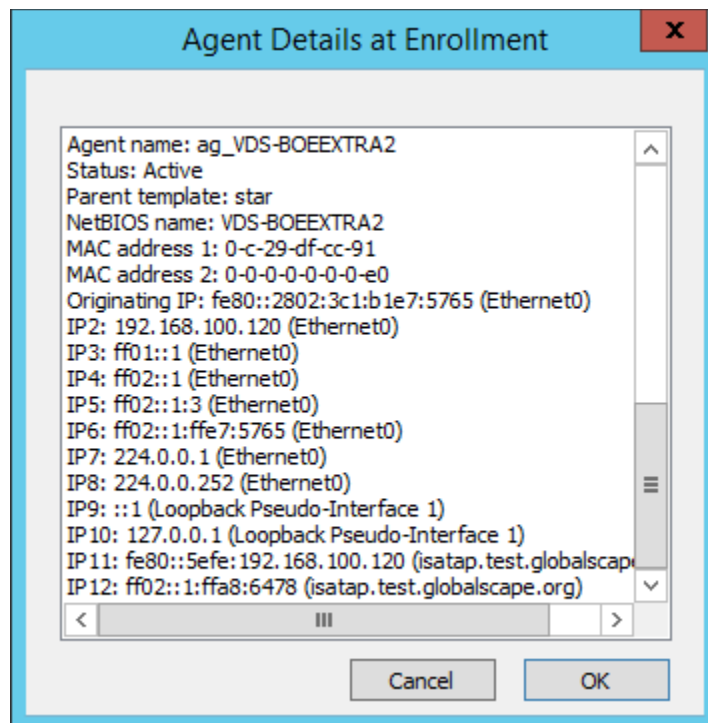 Agent Details at Enrollment
x
Agent name: ag_VDS-BOEEXTRA2
Status: Active
Parent template: star
NetBIOS name: VDS-BOEEXTRA2
MAC address 1: 0-c-29-df-cc-91
MAC address 2: 0-0-0-0-0-0-0-e0
Originating IP: fe80::2802:3c1:b1e7:5765 (Ethernet0)
IP2: 192.168.100.120 (Ethernet0)
IP3: ff01::1 (Ethernet0)
IP4: ff02::1 (Ethernet0)
IP5: ff02::1:3 (Ethernet0)
IP6: ff02::1:ffe7:5765 (Ethernet0)
IP7: 224.0.0.1 (Ethernet0)
IP8: 224.0.0.252 (Ethernet0)
IP9: ::1 (Loopback Pseudo-Interface 1)
IP10: 127.0.0.1 (Loopback Pseudo-Interface 1)
IP11: fe80::5efe:192.168.100.120 (isatap.test.globalscape
IP12: ff02::1:ffa8:6478 (isatap.test.globalscape.org)
Cancel
OK